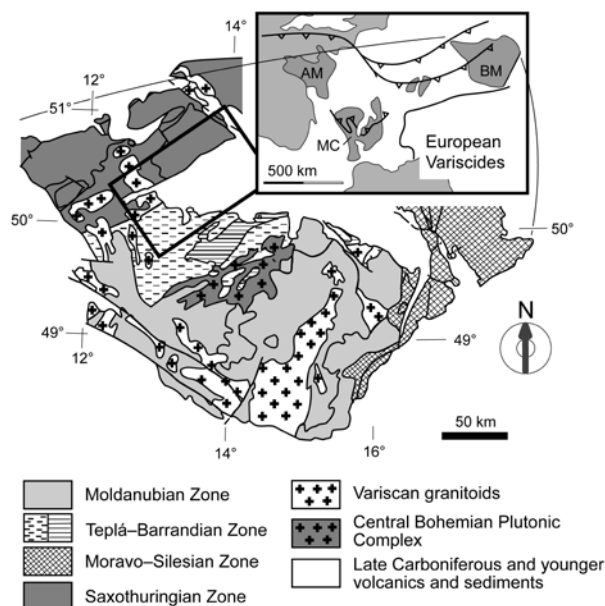 14°
12°
51°
AM
BM
MC
European
Variscides
500 km
50°
50°
49°
12°
49°
N
50 km
14°
16°
Moldanubian Zone
Teplá–Barrandian Zone
Moravo–Silesian Zone
Saxothuringian Zone
Variscan granitoids
Central Bohemian Plutonic
Complex
Late Carboniferous and younger
volcanics and sediments